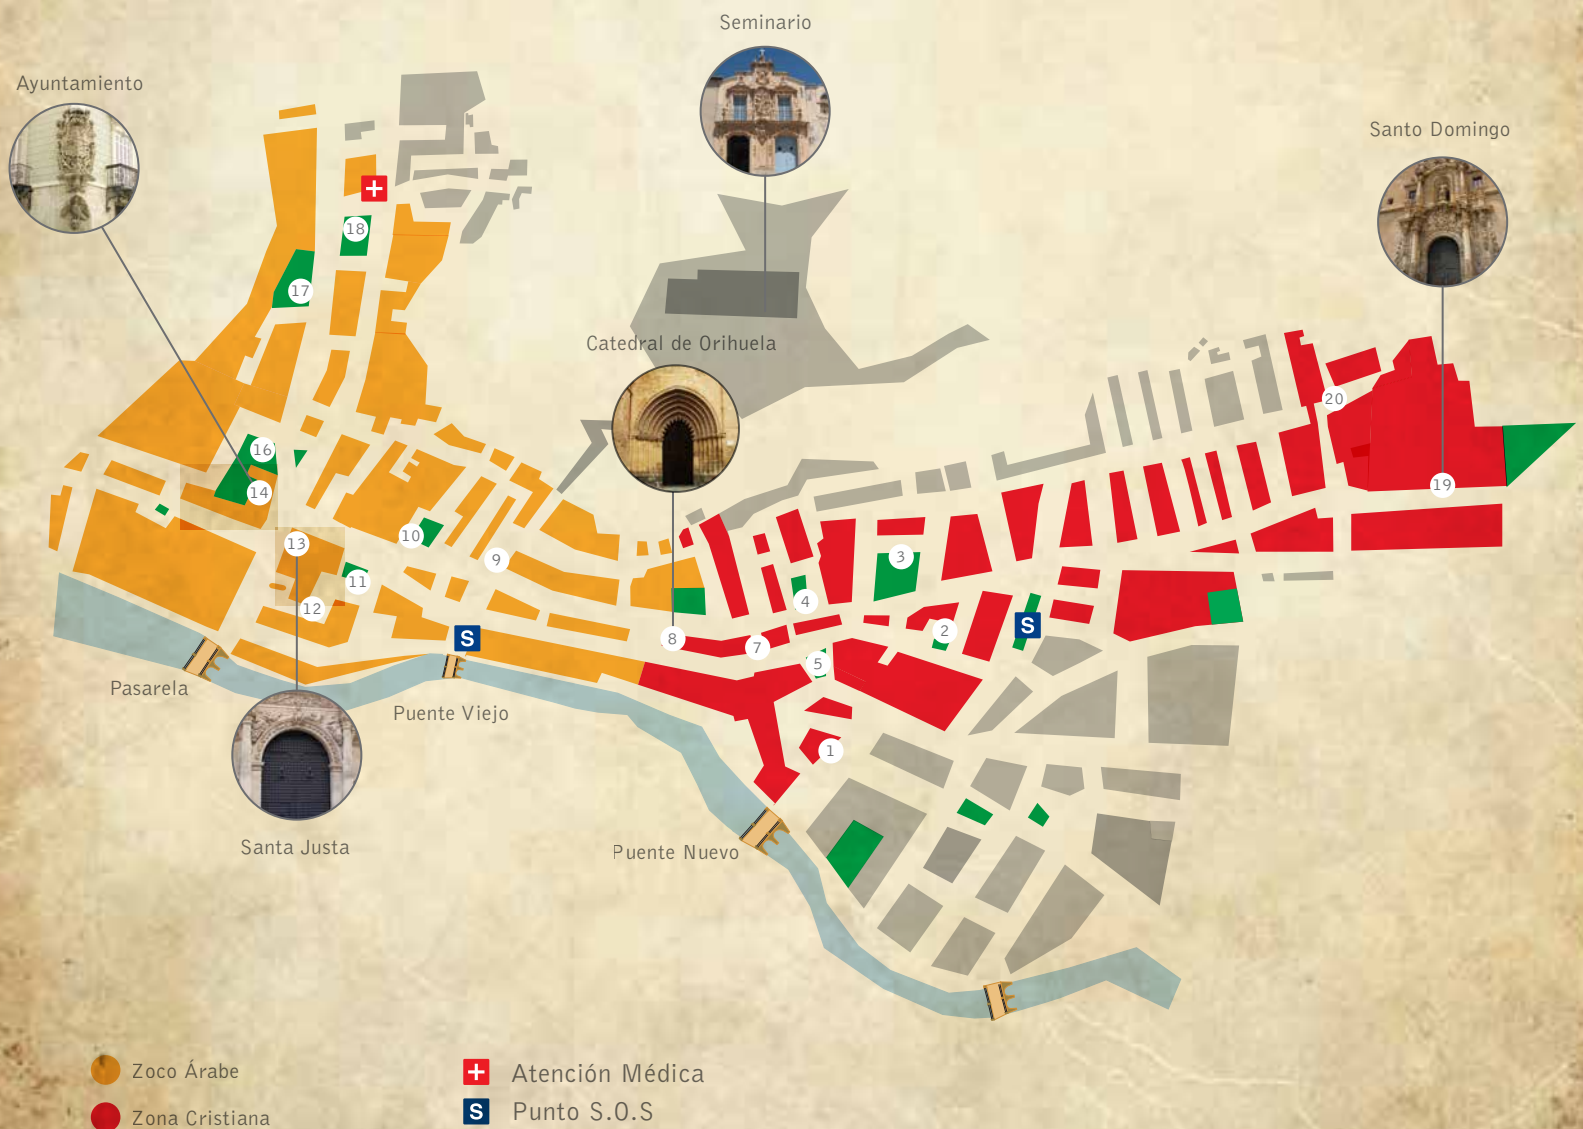 Seminario
Ayuntamiento
Santo Domingo
18
17
Catedral de Orihuela
20
16
14
19
10
13
9
3
11
4
12
8
7
2
S
S
5
Pasarela
Puente Viejo
1
Santa Justa
Puente Nuevo
Zoco Árabe
Atención Médica
S Punto S.O.S
Zona Cristiana